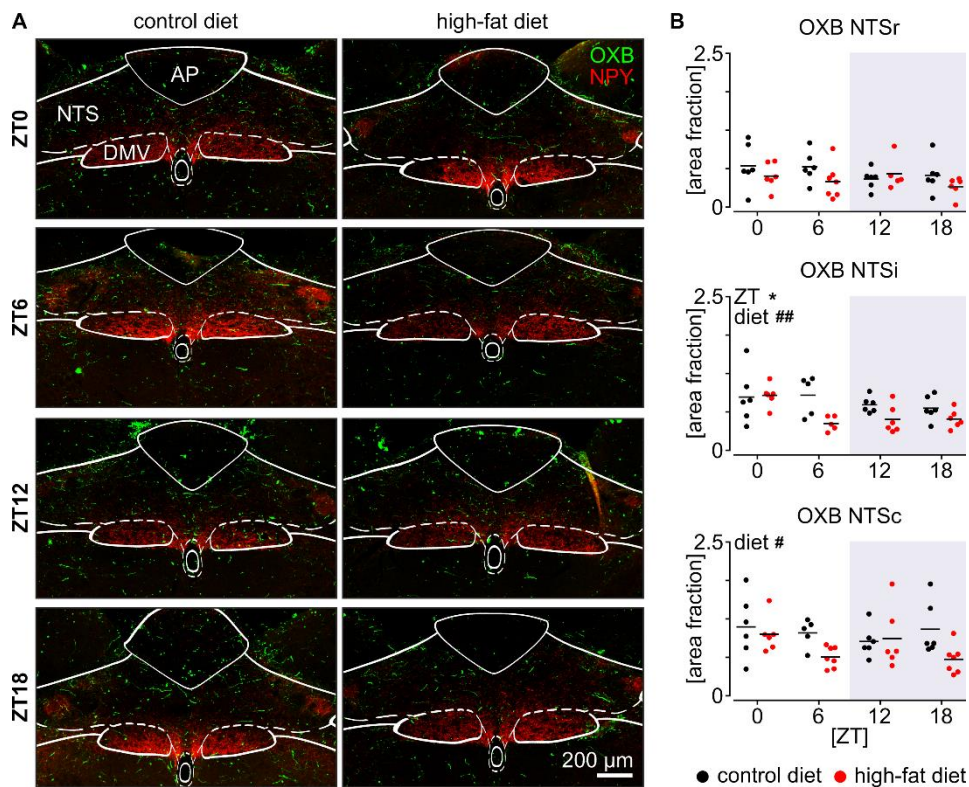 A
control diet
high-fat diet
ZT0
AP
NTS
DMV
OXB
NPY
ZT6
ZT12
ZT18
200 µm
B
OXB NTSr
[area fraction]
2.5
0
0 6 12 18
OXB NTSi
[area fraction]
2.5
ZT *
diet ##
0
0 6 12 18
OXB NTSc
[area fraction]
2.5
diet #
0
0 6 12 18
[ZT]
control diet high-fat diet